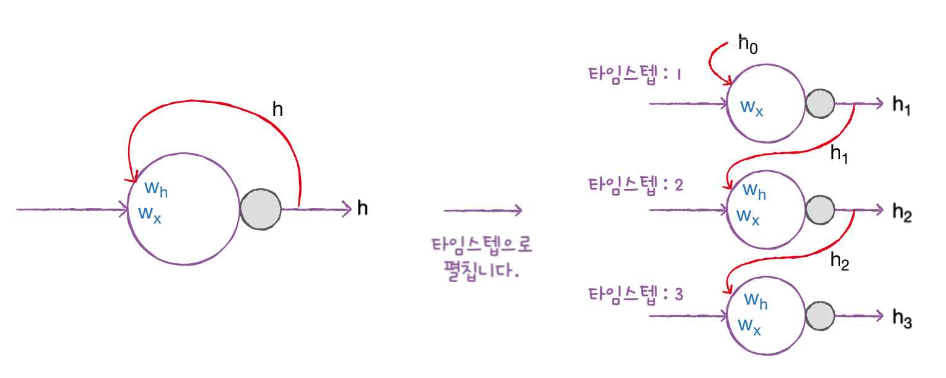 h
w_h
w_x
h
타임스텝으로
펼칩니다.
h_0
타임스텝 : 1
w_x
h_1
h_1
타임스텝 : 2
w_h
w_x
h_2
h_2
타임스텝 : 3
w_h
w_x
h_3